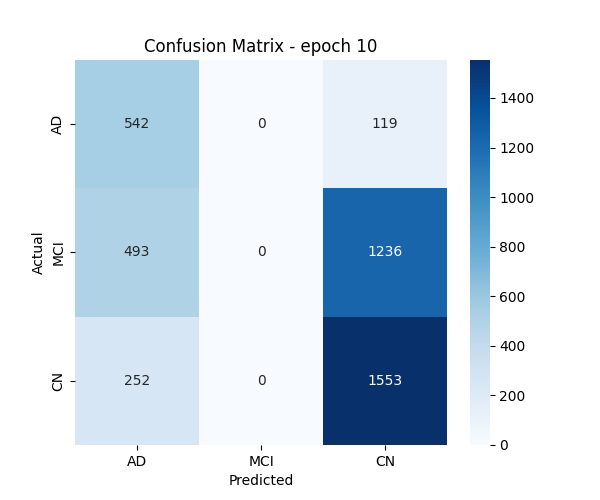 Confusion Matrix - epoch 10
Actual
AD
MCI
CN
542 0 119
493 0 1236
252 0 1553
AD MCI CN
Predicted
1400
1200
1000
800
600
400
200
0